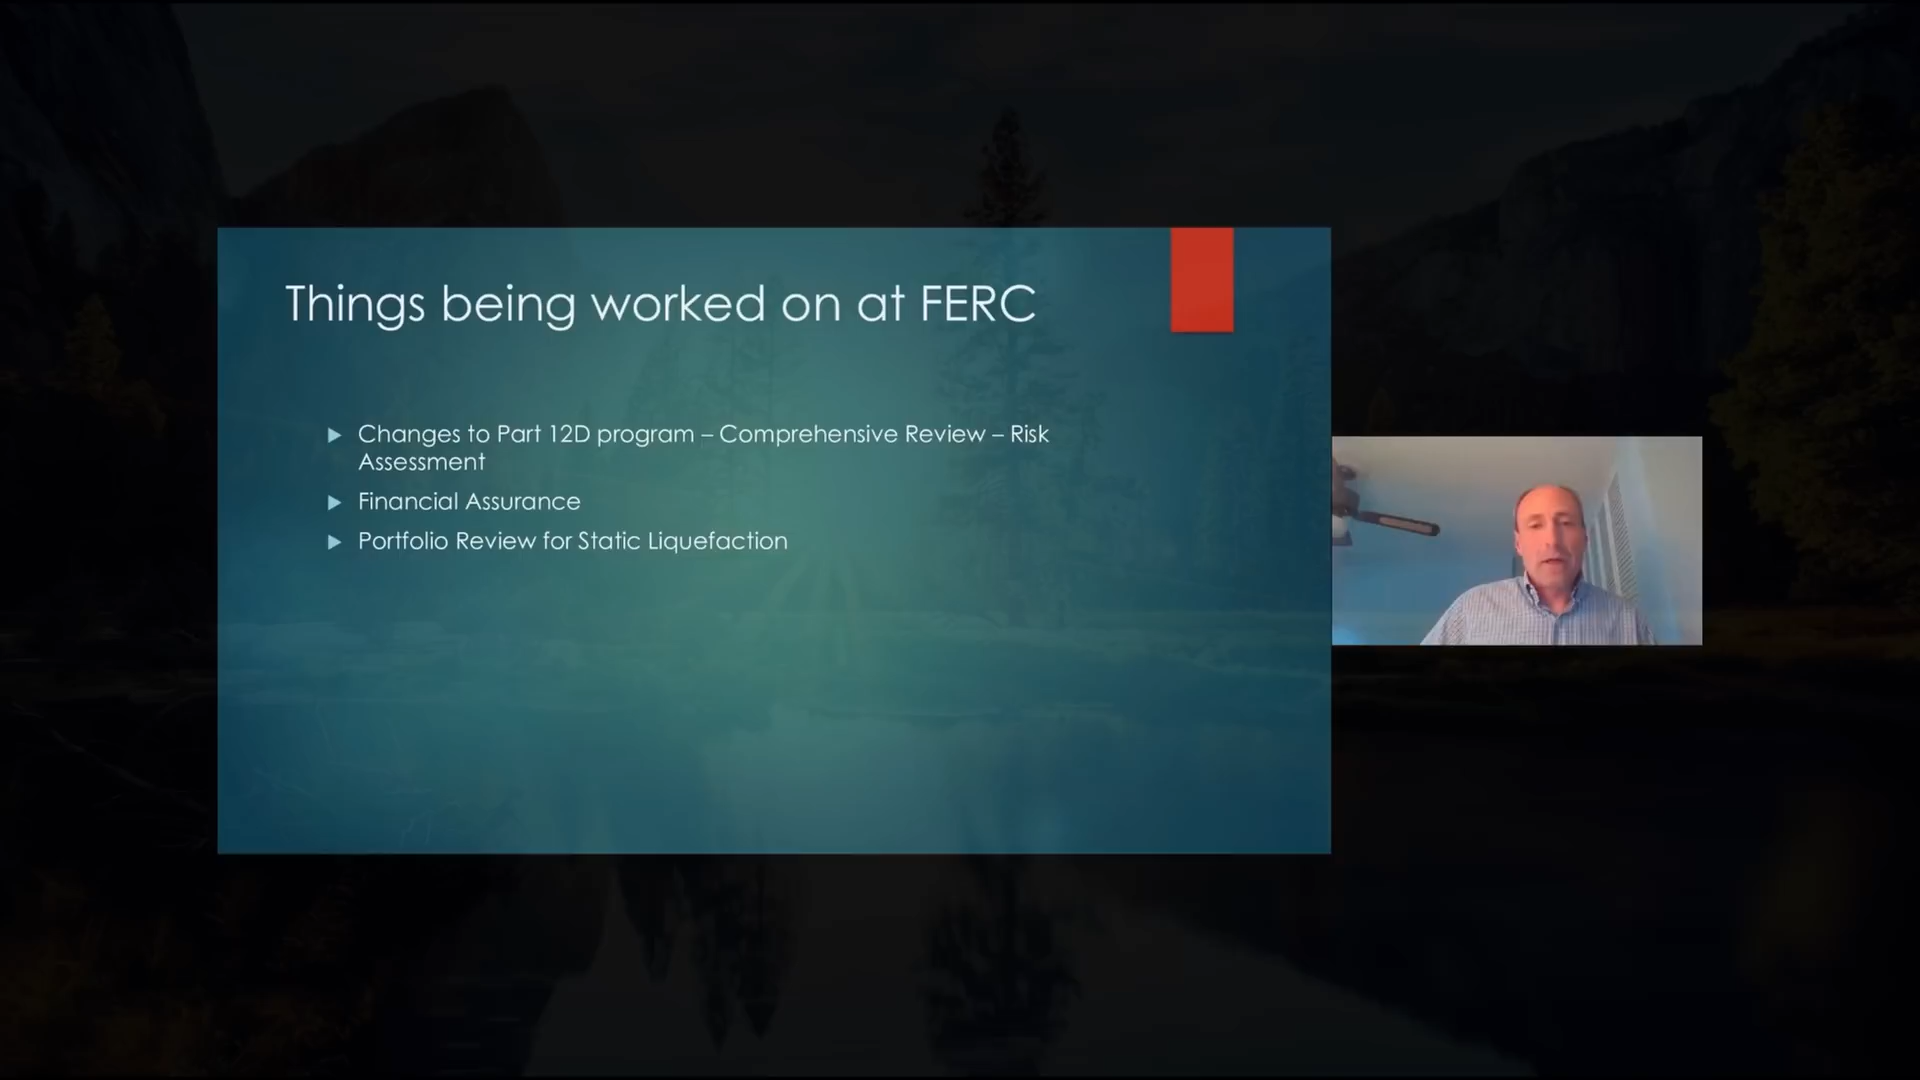 Things being worked on at FERC
Changes to Part 12D program – Comprehensive Review – Risk
Assessment
Financial Assurance
Portfolio Review for Static Liquefaction